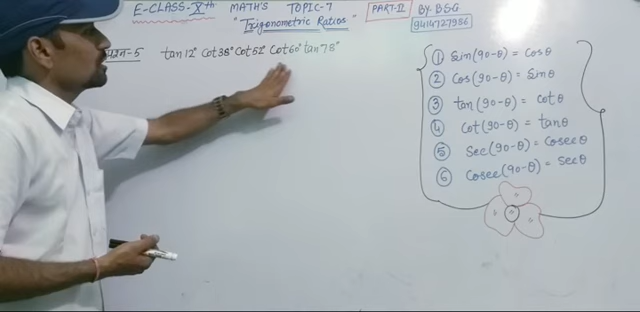 E-CLASS-Xth MATH'S TOPIC-7 PART-II BY. BSG
"Trigonometric Ratios" 9414727986
प्रश्न-5 tan12° Cot38° Cot52° Cot60° tan78°
① Sin(90-θ) = Cosθ
② Cos(90-θ) = Sinθ
③ tan(90-θ) = cotθ
④ Cot(90-θ) = tanθ
⑤ Sec(90-θ) = Cosecθ
⑥ Cosec(90-θ) = Secθ